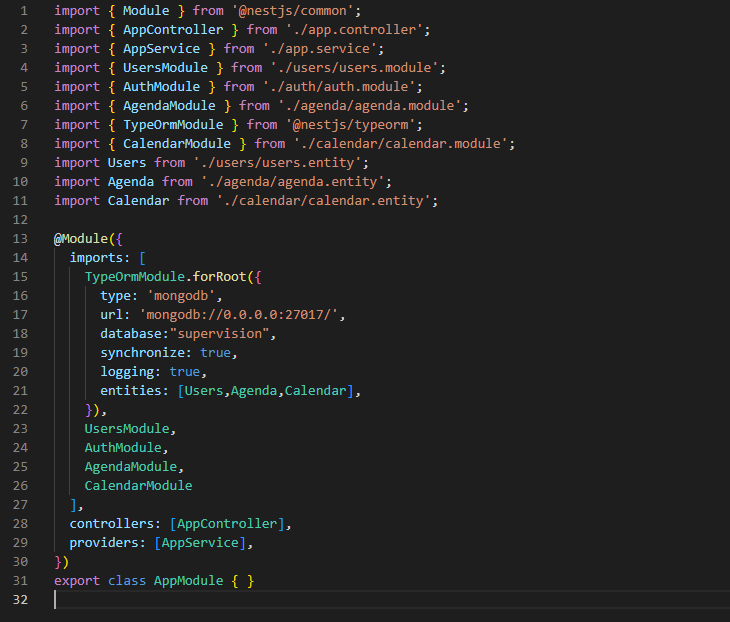 1 import { Module } from '@nestjs/common';
2 import { AppController } from './app.controller';
3 import { AppService } from './app.service';
4 import { UsersModule } from './users/users.module';
5 import { AuthModule } from './auth/auth.module';
6 import { AgendaModule } from './agenda/agenda.module';
7 import { TypeOrmModule } from '@nestjs/typeorm';
8 import { CalendarModule } from './calendar/calendar.module';
9 import Users from './users/users.entity';
10 import Agenda from './agenda/agenda.entity';
11 import Calendar from './calendar/calendar.entity';
12
13 @Module({
14   imports: [
15     TypeOrmModule.forRoot({
16       type: 'mongodb',
17       url: 'mongodb://0.0.0.0:27017/',
18       database:"supervision",
19       synchronize: true,
20       logging: true,
21       entities: [Users,Agenda,Calendar],
22     }),
23     UsersModule,
24     AuthModule,
25     AgendaModule,
26     CalendarModule
27   ],
28   controllers: [AppController],
29   providers: [AppService],
30 })
31 export class AppModule { }
32